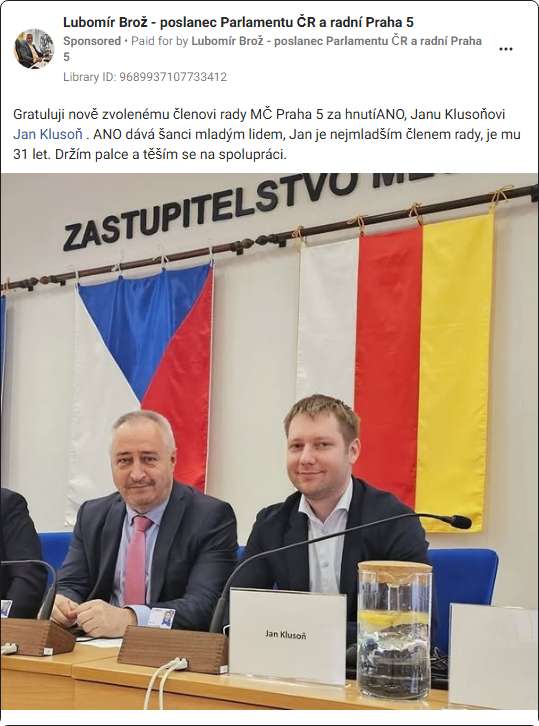 Lubomír Brož - poslanec Parlamentu ČR a radní Praha 5
Sponsored • Paid for by Lubomír Brož - poslanec Parlamentu ČR a radní Praha
5
Library ID: 9689937107733412
Gratuluji nově zvolenému členovi rady MČ Praha 5 za hnutíANO, Janu Klusoňovi
Jan Klusoň . ANO dává šanci mladým lidem, Jan je nejmladším členem rady, je mu
31 let. Držím palce a těším se na spolupráci.
ZASTUPITELSTVO
Jan Klusoň